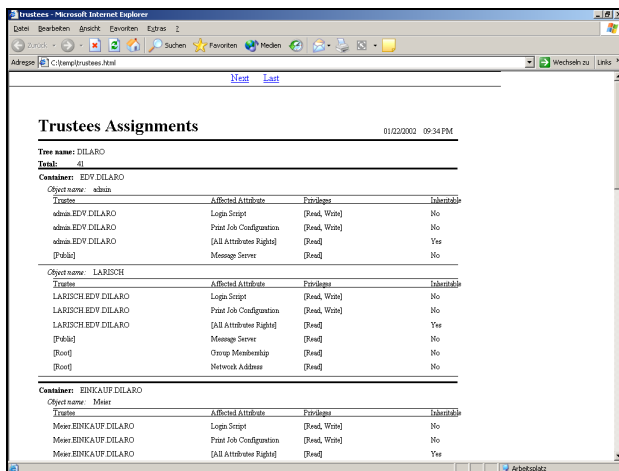 trustees - Microsoft Internet Explorer
Datei Bearbeiten Ansicht Favoriten Extras ?
Zurück Suchen Favoriten Medien
Adresse C:\temp\trustees.html Wechseln zu Links
Next Last
Trustees Assignments 01/22/2002 09:34 PM
Tree name: DILARO
Total: 41
Container: EDV.DILARO
Object name: admin
Trustee Affected Attribute Privileges Inheritable
admin.EDV.DILARO Login Script [Read, Write] No
admin.EDV.DILARO Print Job Configuration [Read, Write] No
admin.EDV.DILARO [All Attributes Rights] [Read] Yes
[Public] Message Server [Read] No
Object name: LARISCH
Trustee Affected Attribute Privileges Inheritable
LARISCH.EDV.DILARO Login Script [Read, Write] No
LARISCH.EDV.DILARO Print Job Configuration [Read, Write] No
LARISCH.EDV.DILARO [All Attributes Rights] [Read] Yes
[Public] Message Server [Read] No
[Root] Group Membership [Read] No
[Root] Network Address [Read] No
Container: EINKAUF.DILARO
Object name: Meier
Trustee Affected Attribute Privileges Inheritable
Meier.EINKAUF.DILARO Login Script [Read, Write] No
Meier.EINKAUF.DILARO Print Job Configuration [Read, Write] No
Meier.EINKAUF.DILARO [All Attributes Rights] [Read] Yes
Arbeitsplatz